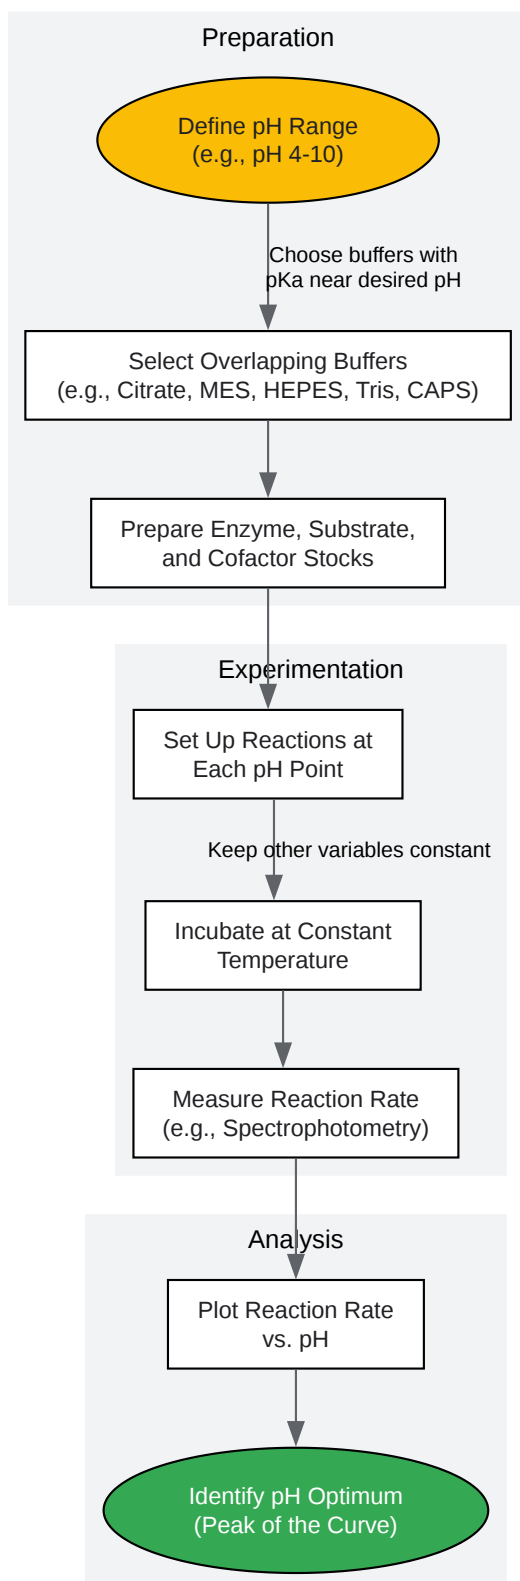 Preparation
Define pH Range
(e.g., pH 4-10)
Choose buffers with
pKa near desired pH
Select Overlapping Buffers
(e.g., Citrate, MES, HEPES, Tris, CAPS)
Prepare Enzyme, Substrate,
and Cofactor Stocks
Experimentation
Set Up Reactions at
Each pH Point
Keep other variables constant
Incubate at Constant
Temperature
Measure Reaction Rate
(e.g., Spectrophotometry)
Analysis
Plot Reaction Rate
vs. pH
Identify pH Optimum
(Peak of the Curve)